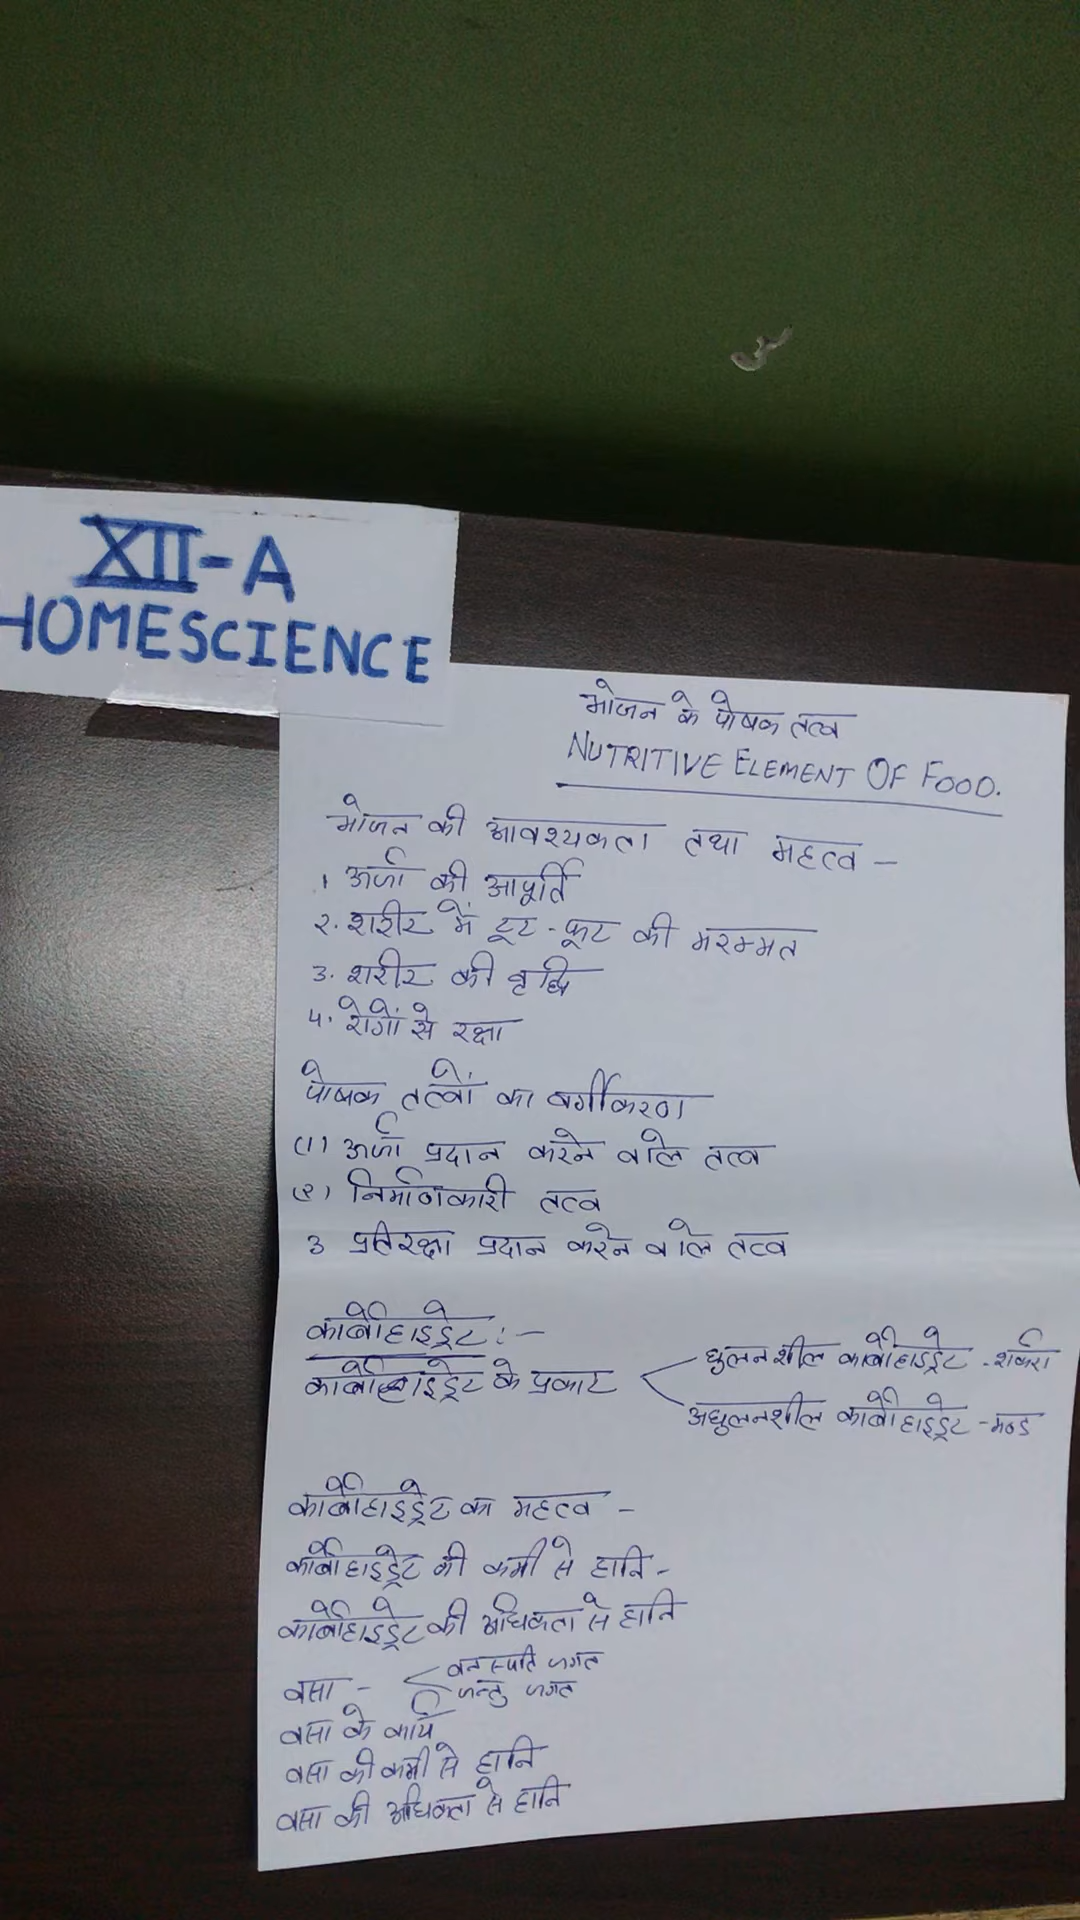 XII-A
HOMESCIENCE
भोजन के पोषक तत्व
NUTRITIVE ELEMENT OF FOOD.
भोजन की आवश्यकता तथा महत्व -
1 ऊर्जा की आपूर्ति
२. शरीर में टूट-फूट की मरम्मत
3. शरीर की वृद्धि
4. रोगों से रक्षा
पोषक तत्वों का वर्गीकरण
(1) ऊर्जा प्रदान करने वाले तत्व
(२) निर्माणकारी तत्व
3 प्रतिरक्षा प्रदान करने वाले तत्व
कार्बोहाइड्रेट :-
कार्बोहाइड्रेट के प्रकार
घुलनशील कार्बोहाइड्रेट - शर्करा
अघुलनशील कार्बोहाइड्रेट - मण्ड
कार्बोहाइड्रेट का महत्व -
कार्बोहाइड्रेट की कमी से हानि -
कार्बोहाइड्रेट की अधिकता से हानि
वसा -
वनस्पति जगत
जन्तु जगत
वसा के कार्य
वसा की कमी से हानि
वसा की अधिकता से हानि